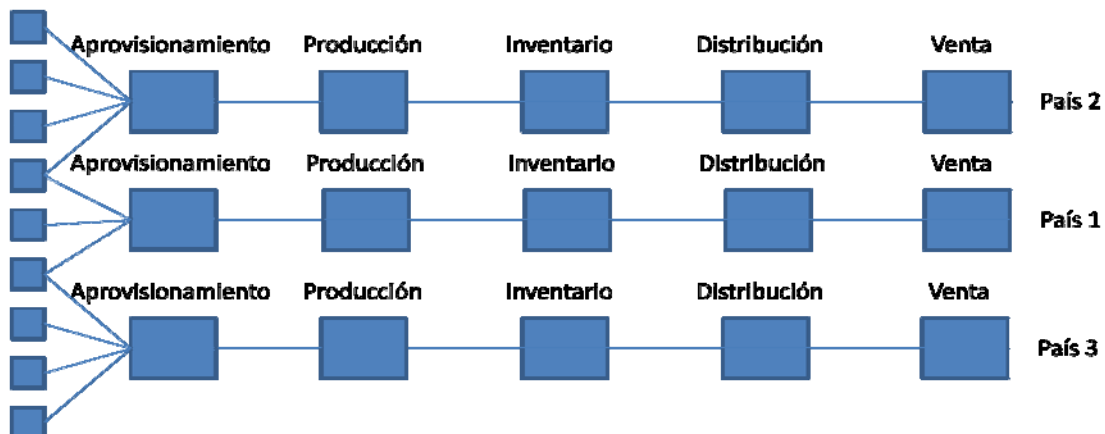 Aprovisionamiento Producción Inventario Distribución Venta
País 2
Aprovisionamiento Producción Inventario Distribución Venta
País 1
Aprovisionamiento Producción Inventario Distribución Venta
País 3